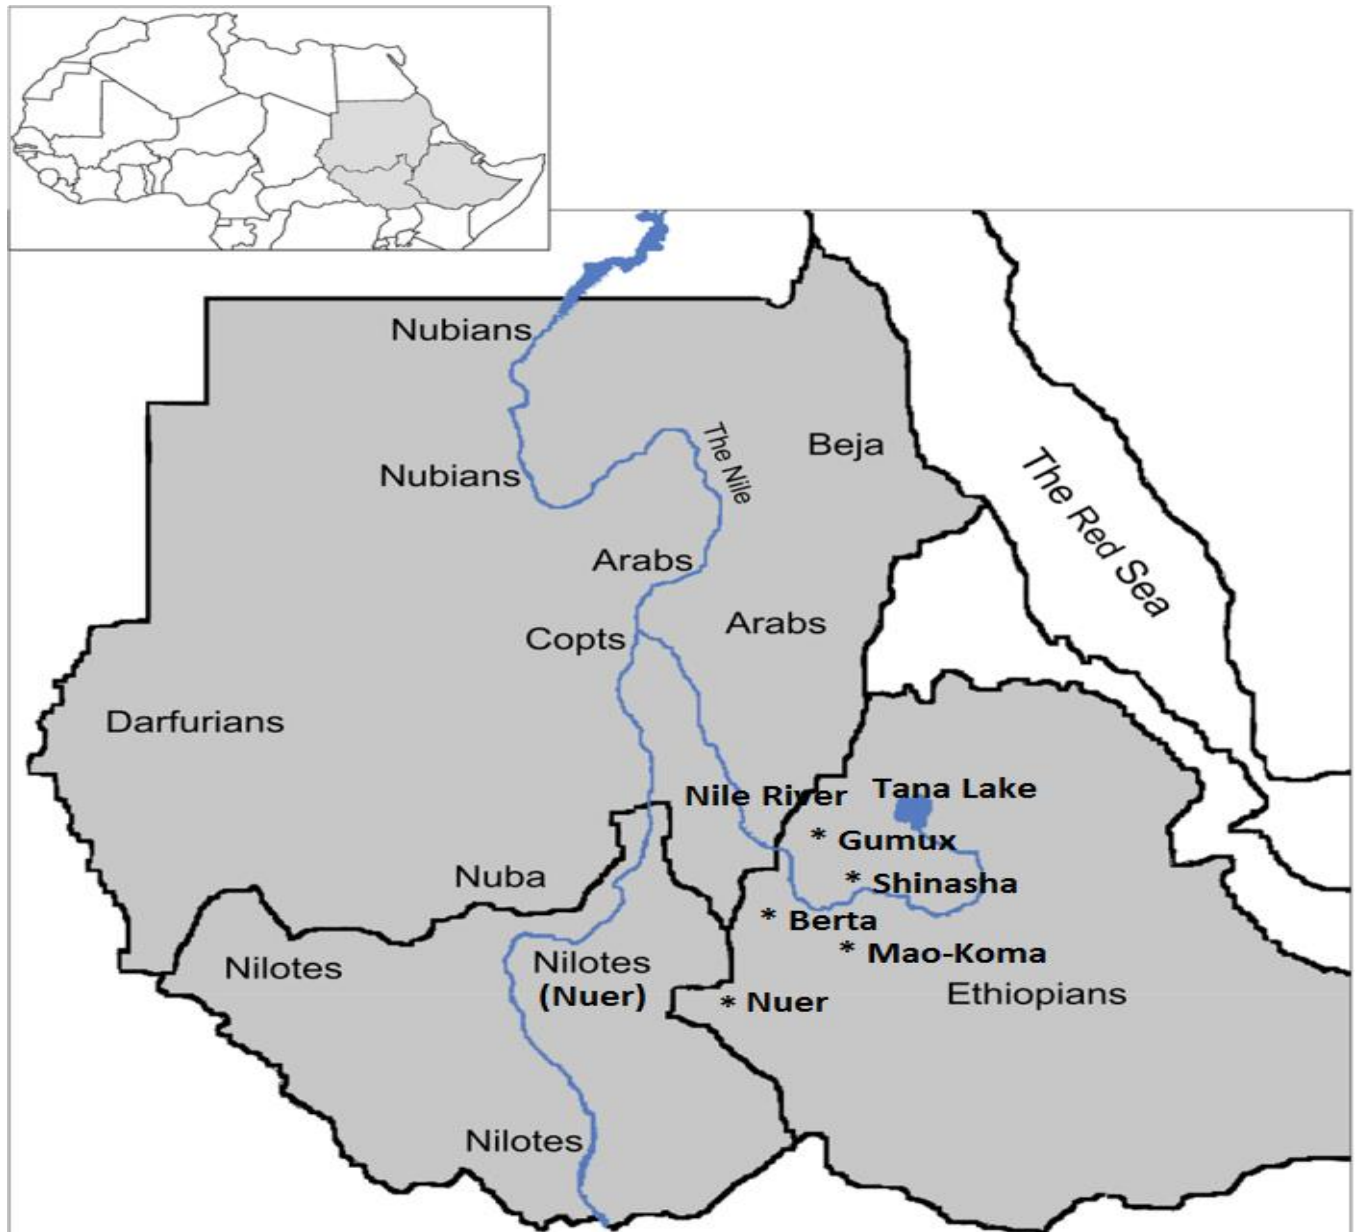 Nubians
The Nile
Beja
Nubians
The Red Sea
Arabs
Arabs
Copts
Darfurians
Nile River
Tana Lake
* Gumux
Nuba
* Shinasha
* Berta
* Mao-Koma
Nilotes
Nilotes
(Nuer)
* Nuer
Ethiopians
Nilotes